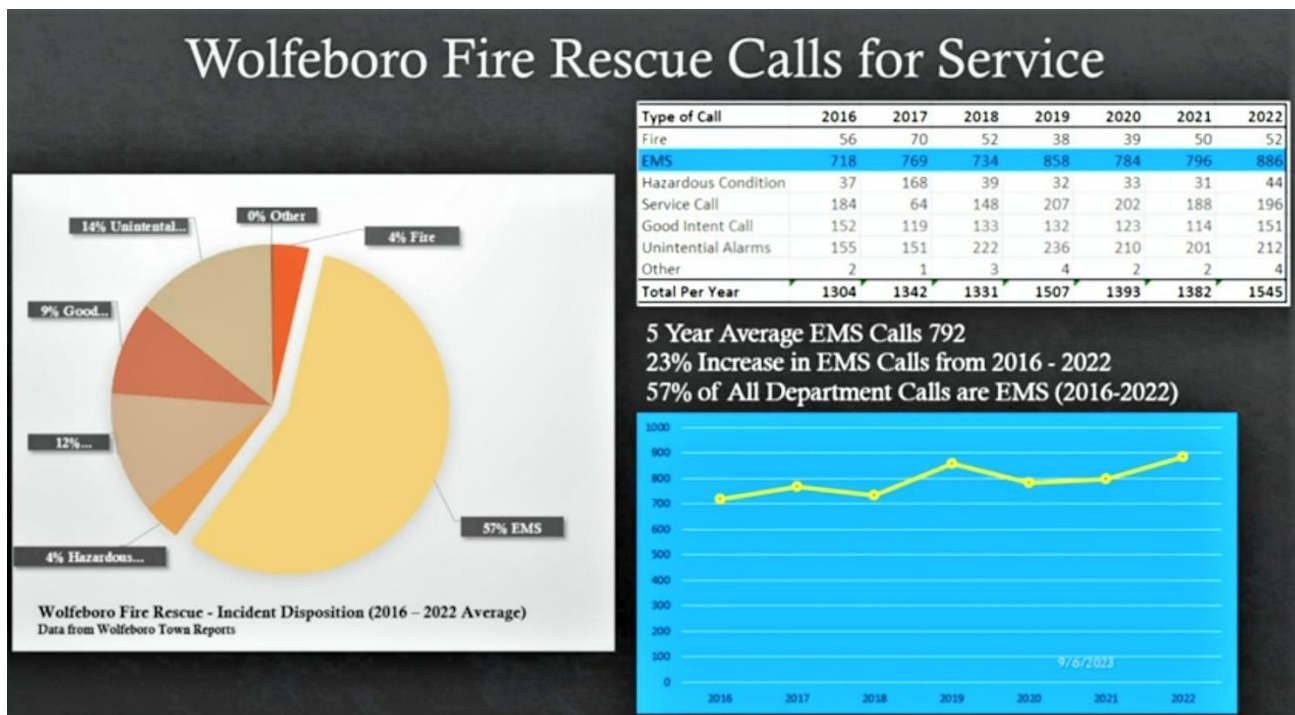 Wolfeboro Fire Rescue Calls for Service
14% Unintental...
0% Other
4% Fire
9% Good...
12%...
57% EMS
4% Hazardous...
Wolfeboro Fire Rescue - Incident Disposition (2016 – 2022 Average)
Data from Wolfeboro Town Reports
Type of Call 2016 2017 2018 2019 2020 2021 2022
Fire 56 70 52 38 39 50 52
EMS 718 769 734 858 784 796 886
Hazardous Condition 37 168 39 32 33 31 44
Service Call 184 64 148 207 202 188 196
Good Intent Call 152 119 133 132 123 114 151
Unintential Alarms 155 151 222 236 210 201 212
Other 2 1 3 4 2 2 4
Total Per Year 1304 1342 1331 1507 1393 1382 1545
5 Year Average EMS Calls 792
23% Increase in EMS Calls from 2016 - 2022
57% of All Department Calls are EMS (2016-2022)
1000
900
800
700
600
500
400
300
200
100
0
9/6/2023
2016 2017 2018 2019 2020 2021 2022